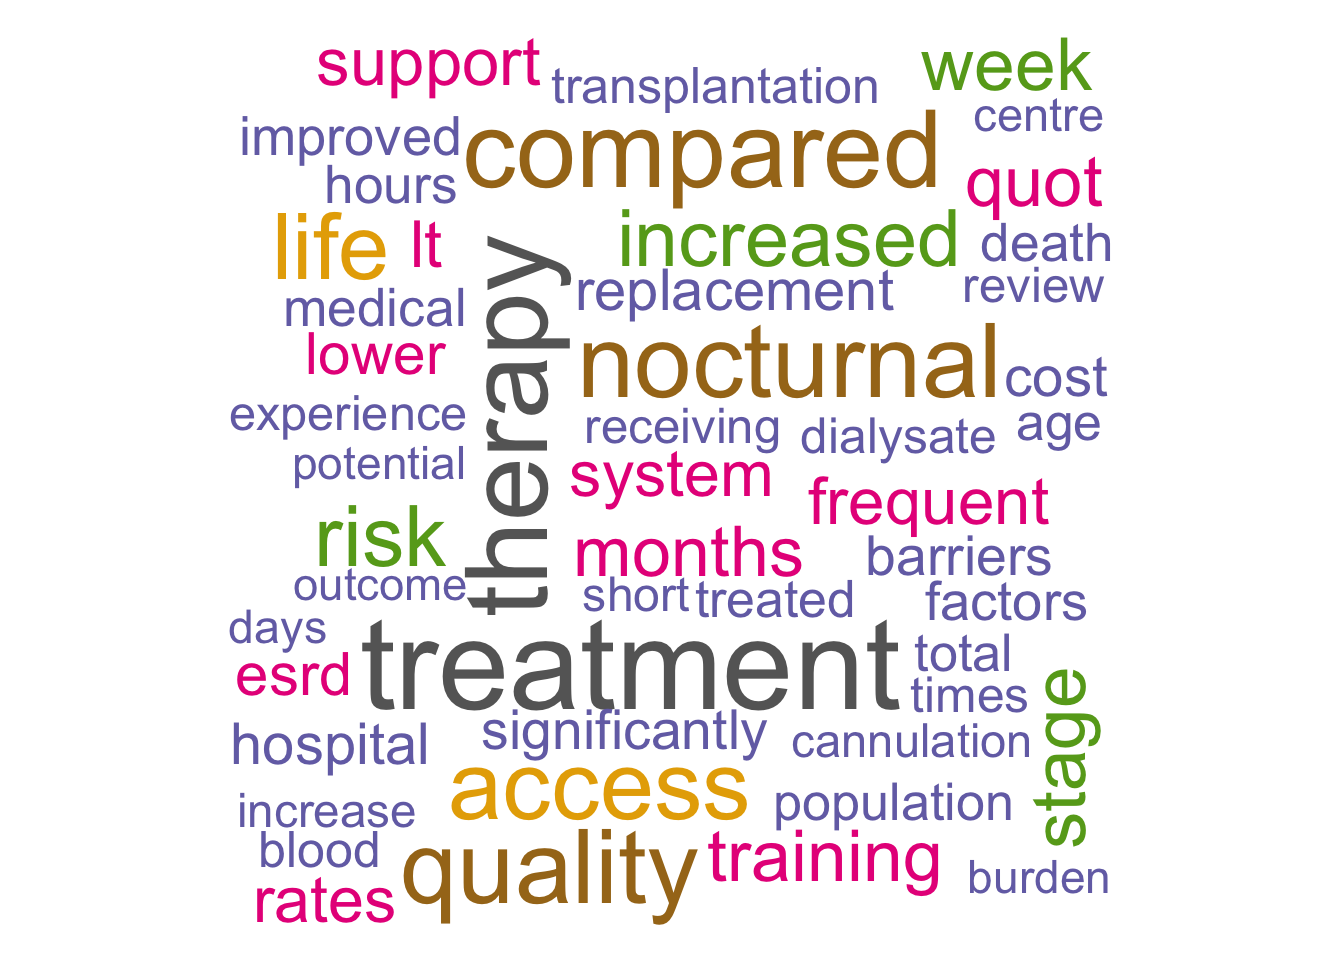 support
transplantation
week
centre
improved
compared
hours
quot
life
lt
increased
death
medical
replacement
review
lower
therapy
nocturnal
cost
experience
receiving
dialysate
age
potential
system
frequent
risk
months
barriers
outcome
short
treated
factors
days
esrd
treatment
total
times
stage
hospital
significantly
cannulation
access
increase
population
blood
quality
training
rates
burden